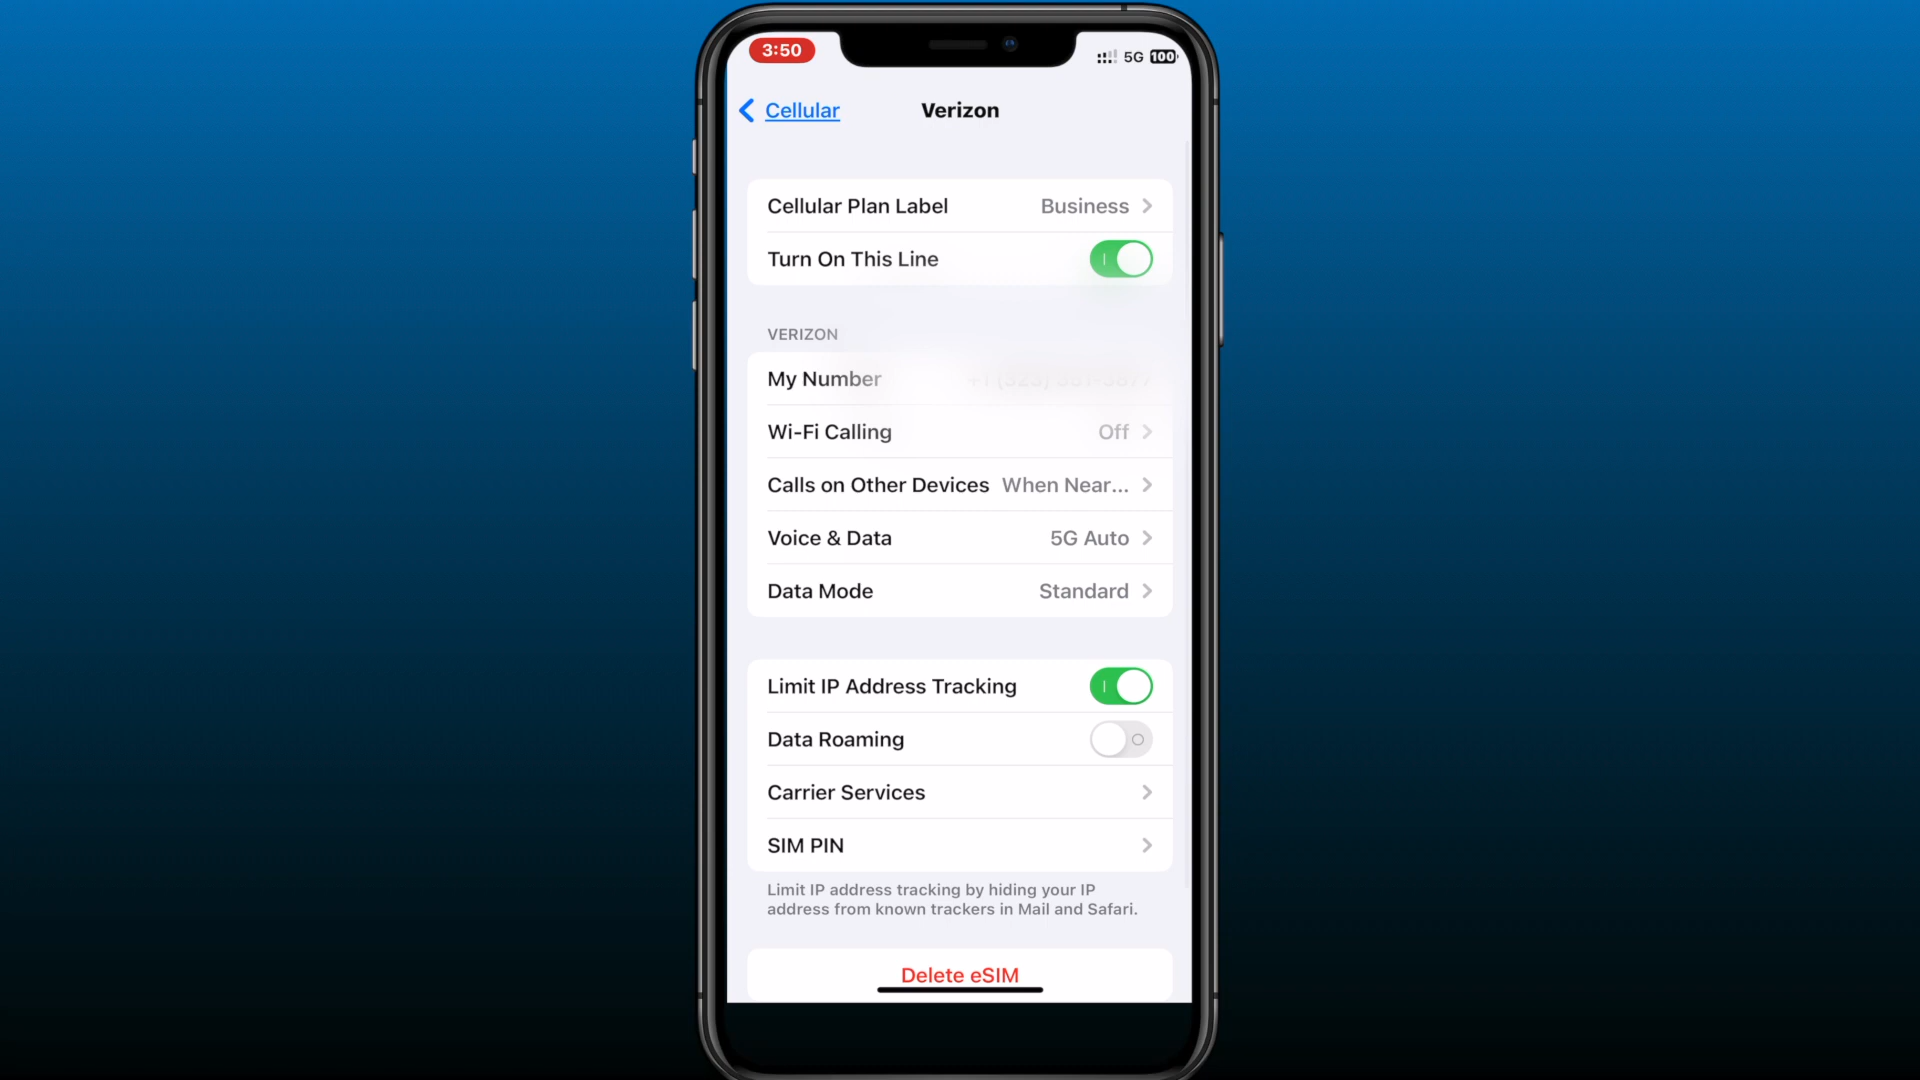 3:50 5G 100
Cellular Verizon
Cellular Plan Label Business
Turn On This Line
VERIZON
My Number
Wi-Fi Calling Off
Calls on Other Devices When Near...
Voice & Data 5G Auto
Data Mode Standard
Limit IP Address Tracking
Data Roaming
Carrier Services
SIM PIN
Limit IP address tracking by hiding your IP
address from known trackers in Mail and Safari.
Delete eSIM